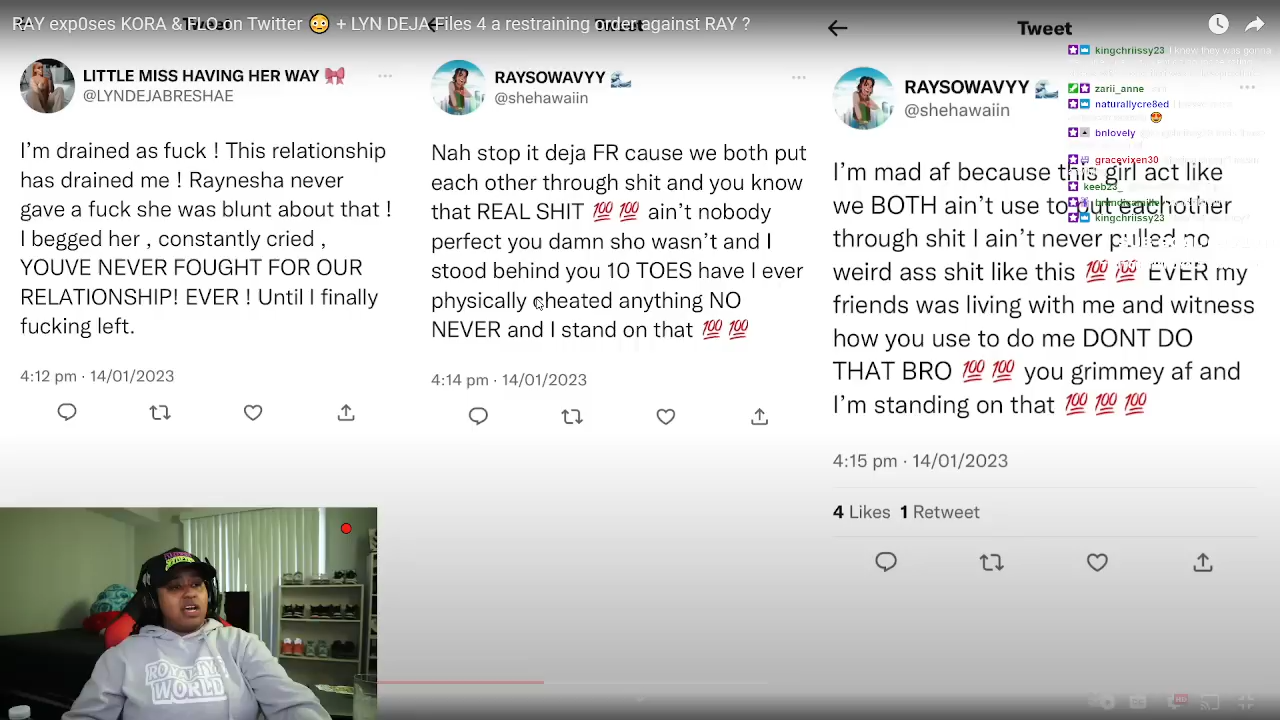 RAY exp0ses KORA & FLO on Twitter 😳 + LYN DEJA Files 4 a restraining order against RAY ?
Tweet
LITTLE MISS HAVING HER WAY 🎀
@LYNDEJABRESHAE
I'm drained as fuck ! This relationship
has drained me ! Raynesha never
gave a fuck she was blunt about that !
I begged her , constantly cried ,
YOUVE NEVER FOUGHT FOR OUR
RELATIONSHIP! EVER ! Until I finally
fucking left.
4:12 pm · 14/01/2023
Tweet
RAYSOWAVYY 🌊
@shehawaiin
Nah stop it deja FR cause we both put
each other through shit and you know
that REAL SHIT 💯 💯 ain't nobody
perfect you damn sho wasn't and I
stood behind you 10 TOES have I ever
physically cheated anything NO
NEVER and I stand on that 💯 💯
4:14 pm · 14/01/2023
Tweet
RAYSOWAVYY 🌊
@shehawaiin
I'm mad af because this girl act like
we BOTH ain't use to put eachother
through shit I ain't never pulled no
weird ass shit like this 💯 💯 EVER my
friends was living with me and witness
how you use to do me DONT DO
THAT BRO 💯 💯 you grimmey af and
I'm standing on that 💯 💯 💯
4:15 pm · 14/01/2023
4 Likes 1 Retweet
kingchriissy23 I knew they was gonna
zarii_anne
naturallycre8ed
bnlovely
gracevixen30
keebz3_
kingchriissy23
WORLD